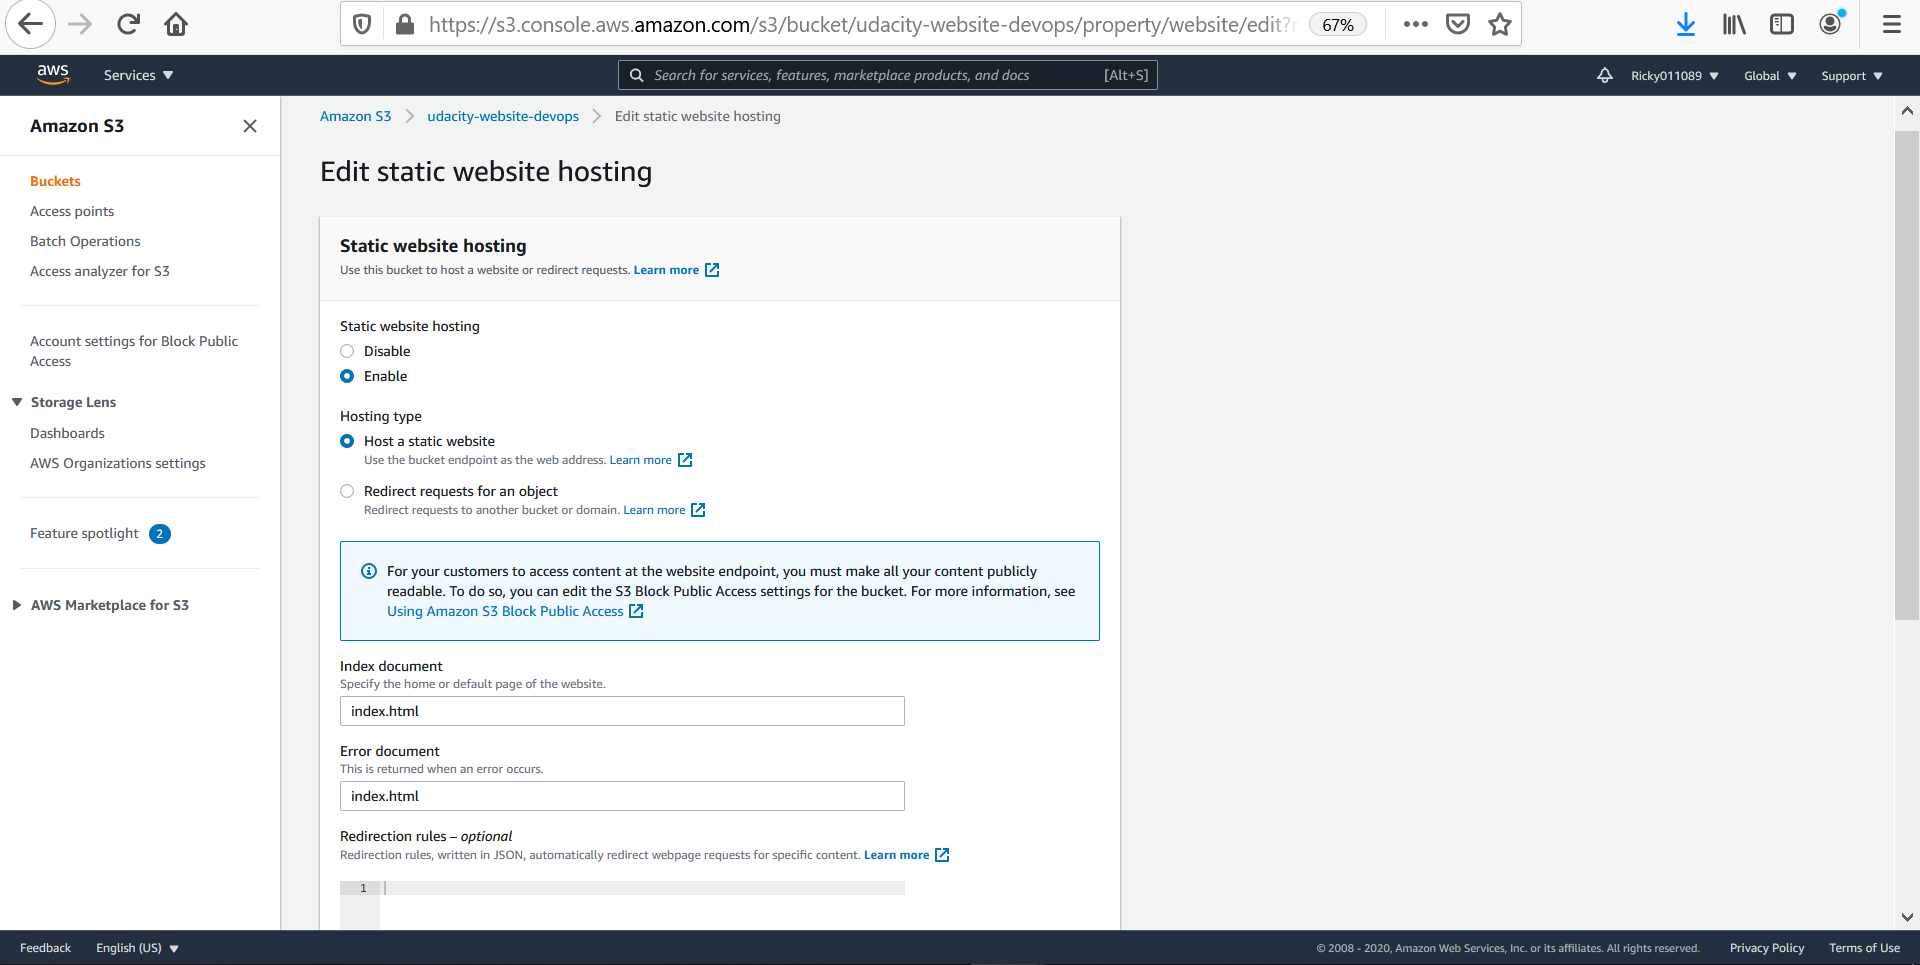 https://s3.console.aws.amazon.com/s3/bucket/udacity-website-devops/property/website/edit?
67%
aws
Services
Search for services, features, marketplace products, and docs
[Alt+S]
Ricky011089
Global
Support
Amazon S3
Buckets
Access points
Batch Operations
Access analyzer for S3
Account settings for Block Public
Access
Storage Lens
Dashboards
AWS Organizations settings
Feature spotlight 2
AWS Marketplace for S3
Amazon S3
udacity-website-devops
Edit static website hosting
Edit static website hosting
Static website hosting
Use this bucket to host a website or redirect requests. Learn more
Static website hosting
Disable
Enable
Hosting type
Host a static website
Use the bucket endpoint as the web address. Learn more
Redirect requests for an object
Redirect requests to another bucket or domain. Learn more
For your customers to access content at the website endpoint, you must make all your content publicly
readable. To do so, you can edit the S3 Block Public Access settings for the bucket. For more information, see
Using Amazon S3 Block Public Access
Index document
Specify the home or default page of the website.
index.html
Error document
This is returned when an error occurs.
index.html
Redirection rules – optional
Redirection rules, written in JSON, automatically redirect webpage requests for specific content. Learn more
1
Feedback
English (US)
© 2008 - 2020, Amazon Web Services, Inc. or its affiliates. All rights reserved.
Privacy Policy
Terms of Use